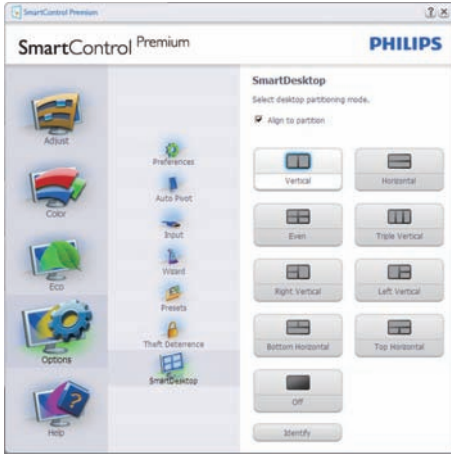 SmartControl Premium
SmartControl Premium
PHILIPS
Adjust
Color
Eco
Options
Help
Preferences
Auto Pivot
Input
Wizard
Presets
Theft Deterrence
SmartDesktop
SmartDesktop
Select desktop partitioning mode.
Align to partition
Vertical
Horizontal
Even
Triple Vertical
Right Vertical
Left Vertical
Bottom Horizontal
Top Horizontal
Off
Identify